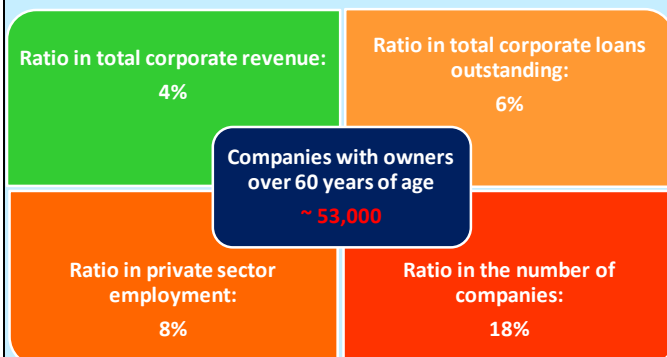 Ratio in total corporate revenue:
4%
Ratio in total corporate loans
outstanding:
6%
Companies with owners
over 60 years of age
~ 53,000
Ratio in private sector
employment:
8%
Ratio in the number of
companies:
18%